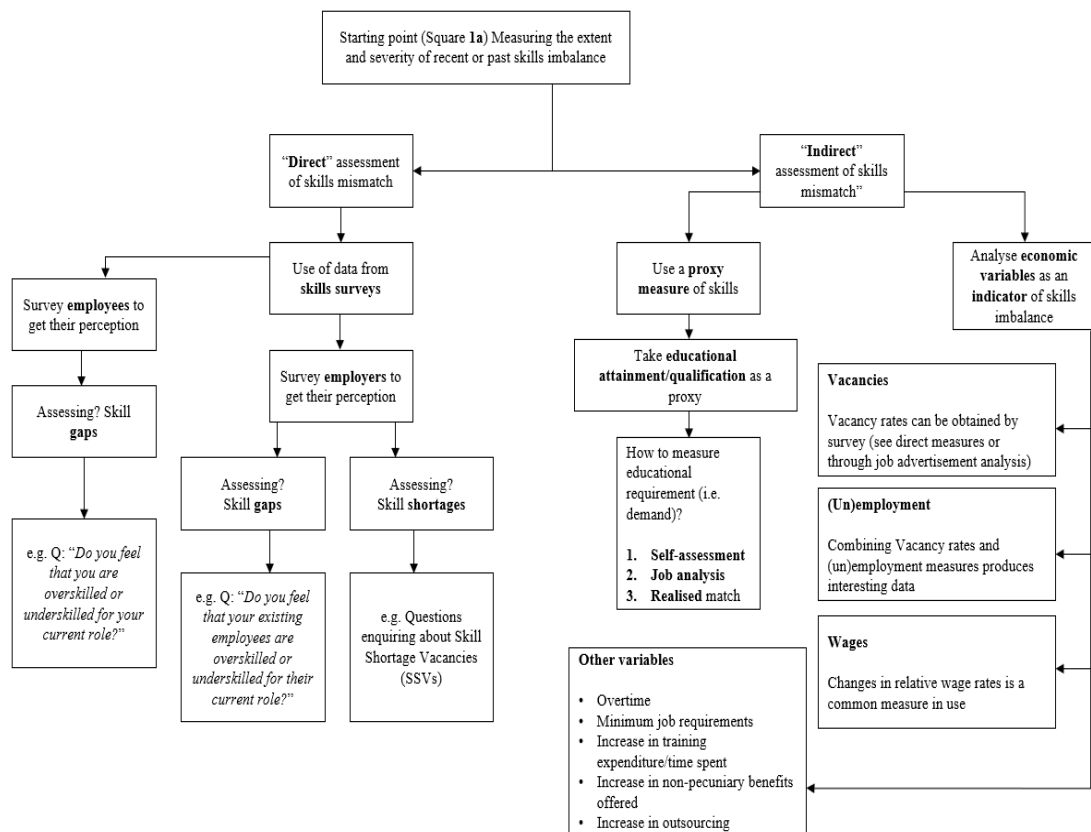 Starting point (Square 1a) Measuring the extent
and severity of recent or past skills imbalance
“Direct” assessment
of skills mismatch
“Indirect”
assessment of skills
mismatch”
Use of data from
skills surveys
Use a proxy
measure of skills
Analyse economic
variables as an
indicator of skills
imbalance
Survey employees to
get their perception
Survey employers to
get their perception
Take educational
attainment/qualification as a
proxy
Assessing? Skill
gaps
Assessing?
Skill gaps
Assessing?
Skill shortages
e.g. Q: “Do you feel
that you are
overskilled or
underskilled for your
current role?”
e.g. Q: “Do you feel
that your existing
employees are
overskilled or
underskilled for their
current role?”
e.g. Questions
enquiring about Skill
Shortage Vacancies
(SSVs)
How to measure
educational
requirement (i.e.
demand)?
1. Self-assessment
2. Job analysis
3. Realised match
Vacancies
Vacancy rates can be obtained by
survey (see direct measures or
through job advertisement analysis)
(Un)employment
Combining Vacancy rates and
(un)employment measures produces
interesting data
Wages
Changes in relative wage rates is a
common measure in use
Other variables
• Overtime
• Minimum job requirements
• Increase in training
expenditure/time spent
• Increase in non-pecuniary benefits
offered
• Increase in outsourcing